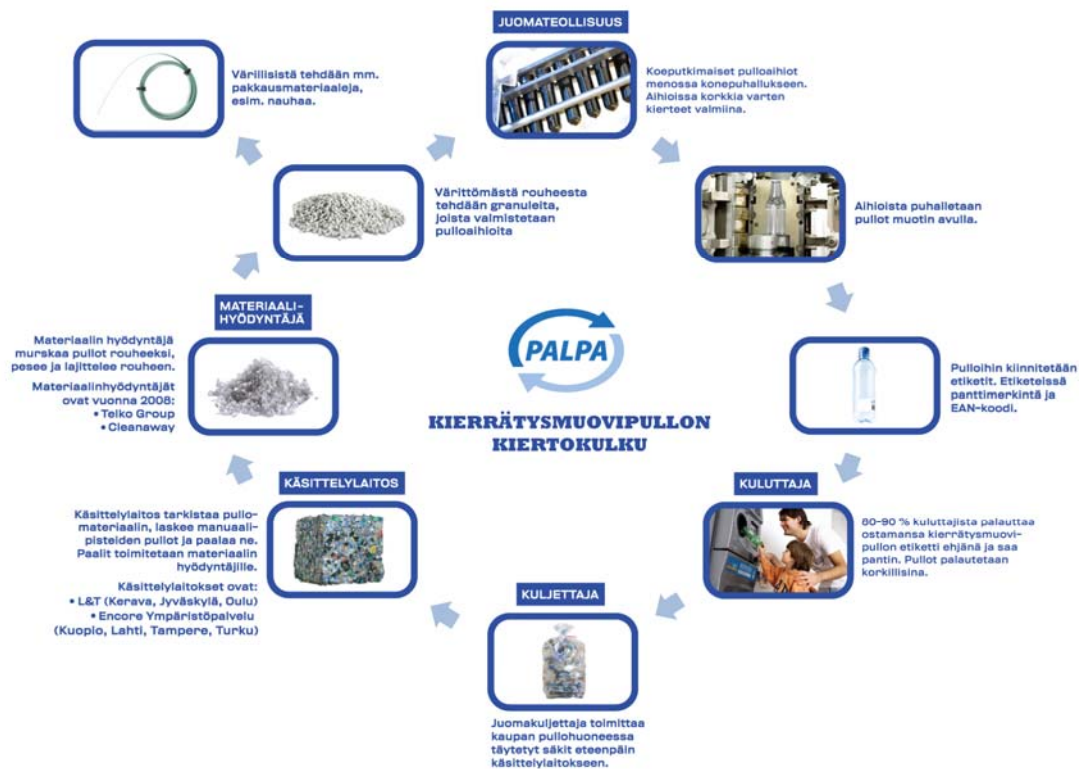 JUOMATEOLLISUUS
Koeputkimaiset pulloaihiot
menossa konepuhallukseen.
Aihioissa korkkia varten
kierteet valmiina.
Aihioista puhalletaan
pullot muotin avulla.
Pulloihin kiinnitetään
etiketit. Etiketeissä
panttimerkintä ja
EAN-koodi.
KULUTTAJA
80-90 % kuluttajista palauttaa
ostamansa kierrätysmuovi-
pullon etiketti ehjänä ja saa
pantin. Pullot palautetaan
korkillisina.
KULJETTAJA
Juomakuljettaja toimittaa
kaupan pullohuoneessa
täytetyt säkit eteenpäin
käsittelylaitokseen.
KÄSITTELYLAITOS
Käsittelylaitos tarkistaa pullo-
materiaalin, laskee manuaali-
pisteiden pullot ja paalaa ne.
Paalit toimitetaan materiaalin
hyödyntäjille.
Käsittelylaitokset ovat:
• L&T (Kerava, Jyväskylä, Oulu)
• Encore Ympäristöpalvelu
(Kuopio, Lahti, Tampere, Turku)
MATERIAALI-
HYÖDYNTÄJÄ
Materiaalin hyödyntäjä
murskaa pullot rouheeksi,
pesee ja lajittelee rouheen.
Materiaalinhyödyntäjät
ovat vuonna 2008:
• Telko Group
• Cleanaway
Värittömästä rouheesta
tehdään granuleita,
joista valmistetaan
pulloaihioita
Värillisistä tehdään mm.
pakkausmateriaaleja,
esim. nauhaa.
PALPA
KIERRÄTYSMUOVIPULLON
KIERTOKULKU